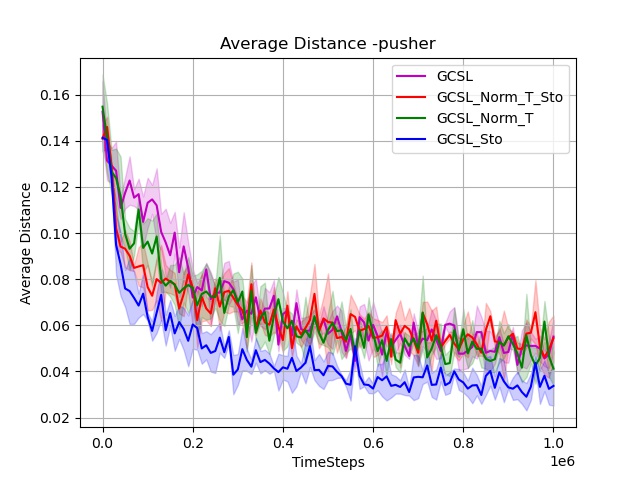 Average Distance -pusher
GCSL
GCSL_Norm_T_Sto
GCSL_Norm_T
GCSL_Sto
Average Distance
0.16
0.14
0.12
0.10
0.08
0.06
0.04
0.02
0.0 0.2 0.4 0.6 0.8 1.0
TimeSteps
1e6